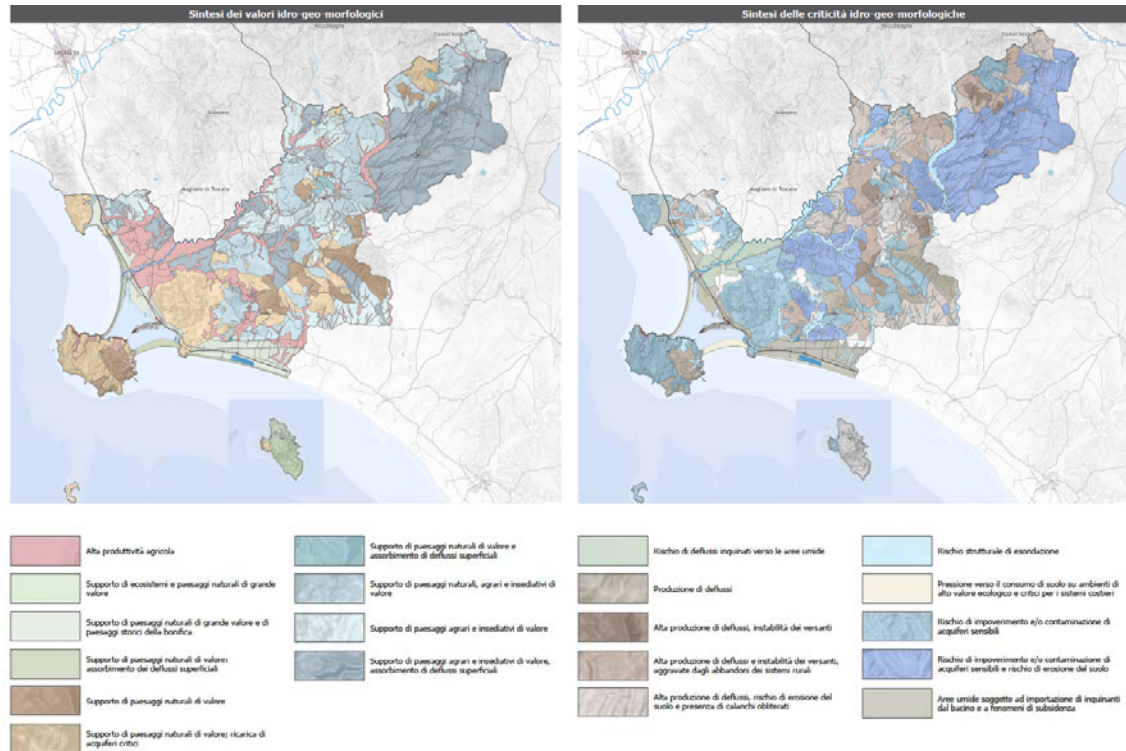 Sintesi dei valori idro-geo-morfologici
Sintesi delle criticità idro-geo-morfologiche
Magliano in Toscana
Alta produttività agricola
Supporto di ecosistemi e paesaggi naturali di grande
valore
Supporto di paesaggi naturali di grande valore e di
paesaggi storici della bonifica
Supporto di paesaggi naturali di valore;
assorbimento dei deflussi superficiali
Supporto di paesaggi naturali di valore
Supporto di paesaggi naturali di valore; ricarica di
acquiferi critici
Supporto di paesaggi naturali di valore e
assorbimento di deflussi superficiali
Supporto di paesaggi naturali, agrari e insediativi di
valore
Supporto di paesaggi agrari e insediativi di valore
Supporto di paesaggi agrari e insediativi di valore,
assorbimento di deflussi superficiali
Rischio di deflussi inquinati verso le aree umide
Produzione di deflussi
Alta produzione di deflussi, instabilità dei versanti
Alta produzione di deflussi e instabilità dei versanti,
aggravate dagli abbandoni dei sistemi rurali
Alta produzione di deflussi, rischio di erosione del
suolo e presenza di calanchi obliterati
Rischio strutturale di esondazione
Pressione verso il consumo di suolo su ambienti di
alto valore ecologico e critici per i sistemi costieri
Rischio di impoverimento e/o contaminazione di
acquiferi sensibili
Rischio di impoverimento e/o contaminazione di
acquiferi sensibili e rischio di erosione del suolo
Aree umide soggette ad importazione di inquinanti
dal bacino e a fenomeni di subsidenza